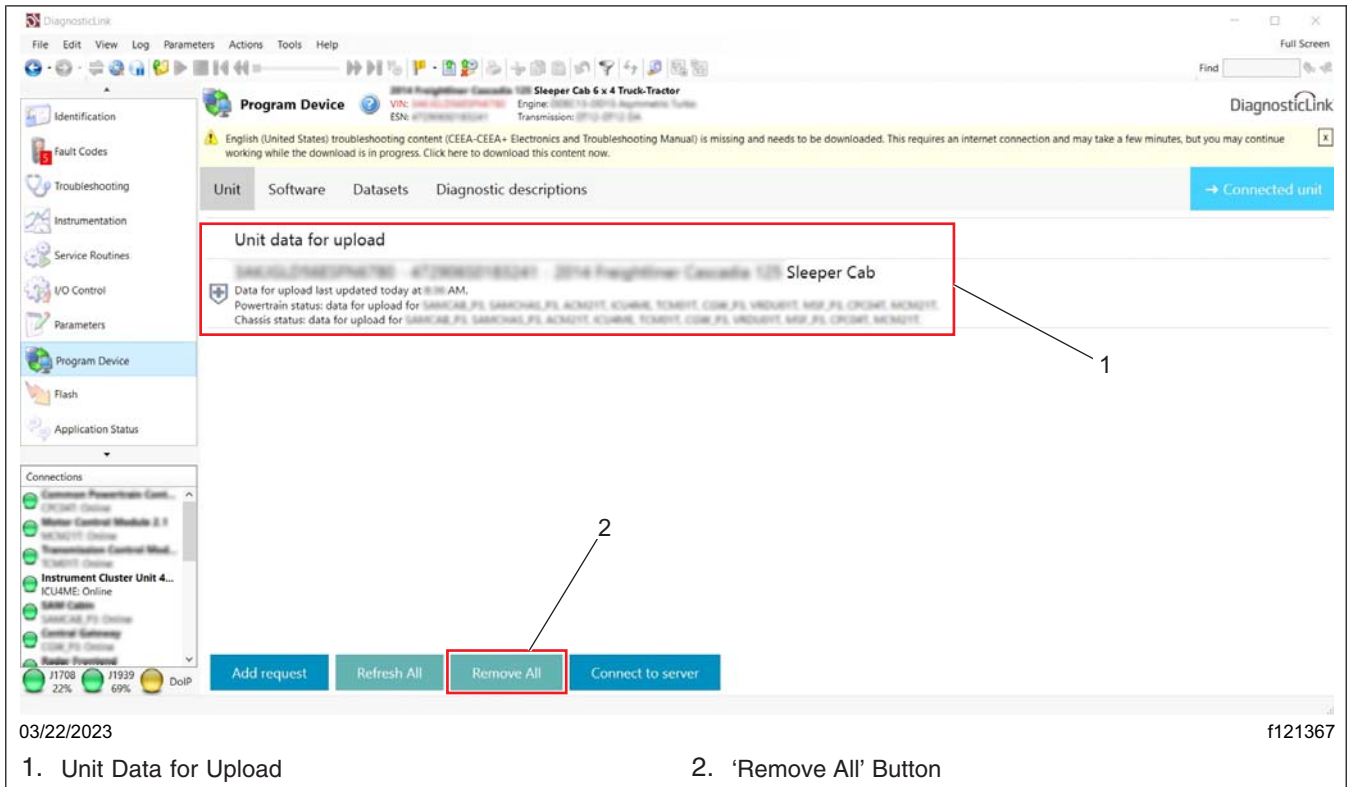 DiagnosticLink
File Edit View Log Parameters Actions Tools Help
Full Screen
Find
Program Device
Sleeper Cab 6 x 4 Truck-Tractor
VIN:
Engine:
ESN:
Transmission:
DiagnosticLink
English (United States) troubleshooting content (CEEA-CEEA+ Electronics and Troubleshooting Manual) is missing and needs to be downloaded. This requires an internet connection and may take a few minutes, but you may continue
working while the download is in progress. Click here to download this content now.
x
Identification
Fault Codes
Troubleshooting
Instrumentation
Service Routines
I/O Control
Parameters
Program Device
Flash
Application Status
Unit Software Datasets Diagnostic descriptions
→ Connected unit
Unit data for upload
Sleeper Cab
Data for upload last updated today at AM.
Powertrain status: data for upload for
Chassis status: data for upload for
1
Connections
Instrument Cluster Unit 4...
ICU4ME: Online
J1708 J1939 DoIP
22% 69%
2
Add request Refresh All Remove All Connect to server
03/22/2023
f121367
1. Unit Data for Upload
2. ‘Remove All’ Button